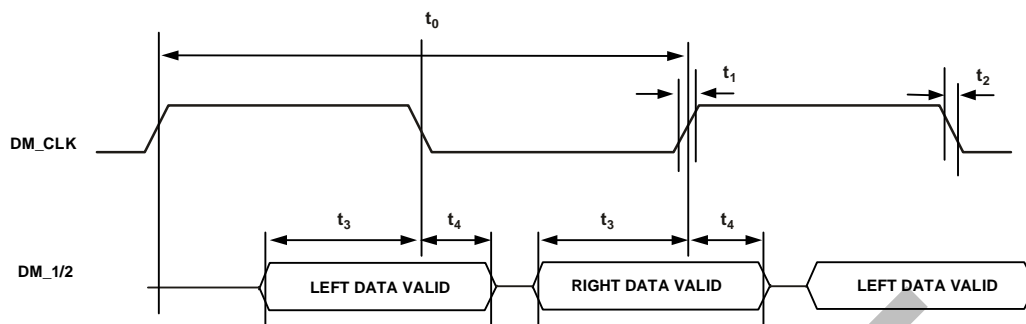 t0
t1
t2
DM_CLK
t3
t4
t3
t4
DM_1/2
LEFT DATA VALID
RIGHT DATA VALID
LEFT DATA VALID